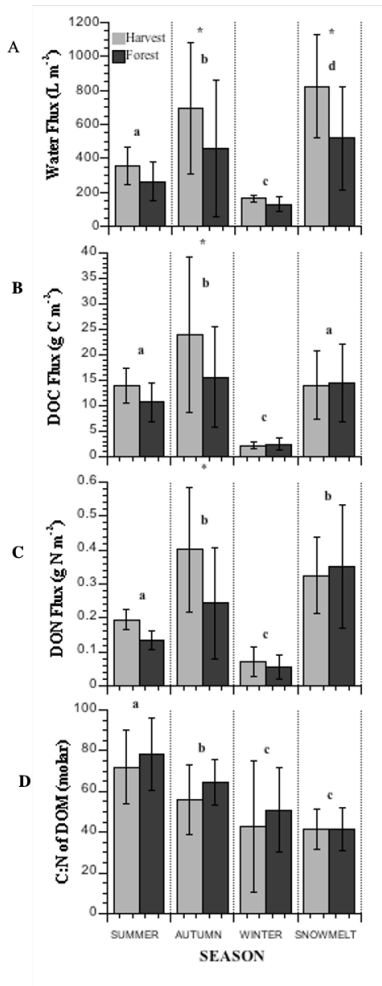 A
Water Flux (L m⁻²)
1200
1000
800
600
400
200
0
Harvest
Forest
a
*
b
c
*
d
B
DOC Flux (g C m⁻²)
40
35
30
25
20
15
10
5
0
a
*
b
c
a
C
DON Flux (g N m⁻²)
0.6
0.5
0.4
0.3
0.2
0.1
0
a
*
b
c
b
D
C:N of DOM (molar)
100
80
60
40
20
0
a
b
c
c
SUMMER AUTUMN WINTER SNOWMELT
SEASON